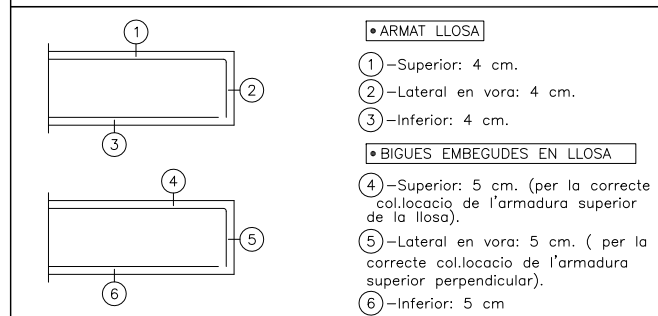 1
2
3
4
5
6
• ARMAT LLOSA
1 -Superior: 4 cm.
2 -Lateral en vora: 4 cm.
3 -Inferior: 4 cm.
• BIGUES EMBEGUDES EN LLOSA
4 -Superior: 5 cm. (per la correcte
col.locacio de l'armadura superior
de la llosa).
5 -Lateral en vora: 5 cm. ( per la
correcte col.locacio de l'armadura
superior perpendicular).
6 -Inferior: 5 cm